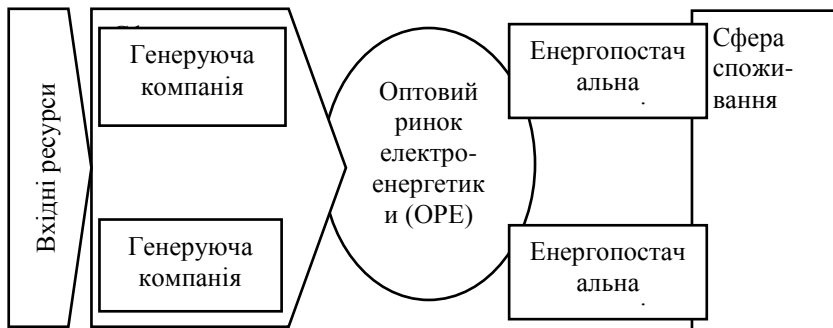 Вхідні ресурси
Генеруюча
компанія
Генеруюча
компанія
Оптовий
ринок
електро-
енергетик
и (ОРЕ)
Енергопостач
альна
Енергопостач
альна
Сфера
спожи-
вання